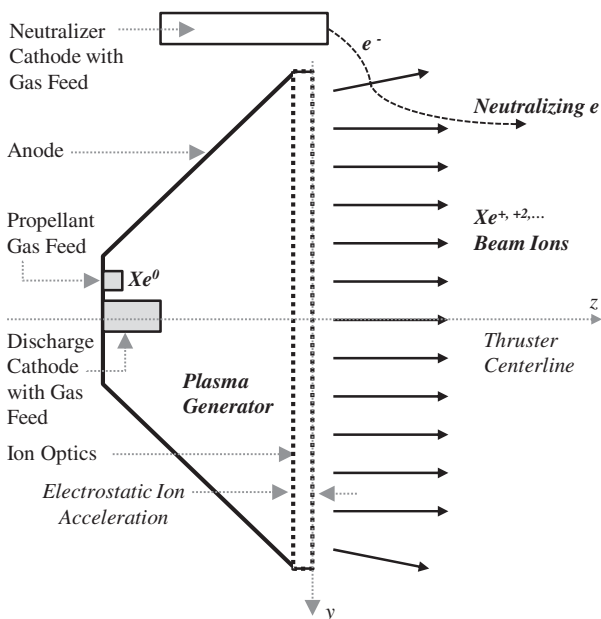 Neutralizer
Cathode with
Gas Feed
e -
Neutralizing e
Anode
Propellant
Gas Feed
Xe0
Xe+, +2,...
Beam Ions
z
Discharge
Cathode
with Gas
Feed
Thruster
Centerline
Plasma
Generator
Ion Optics
Electrostatic Ion
Acceleration
y